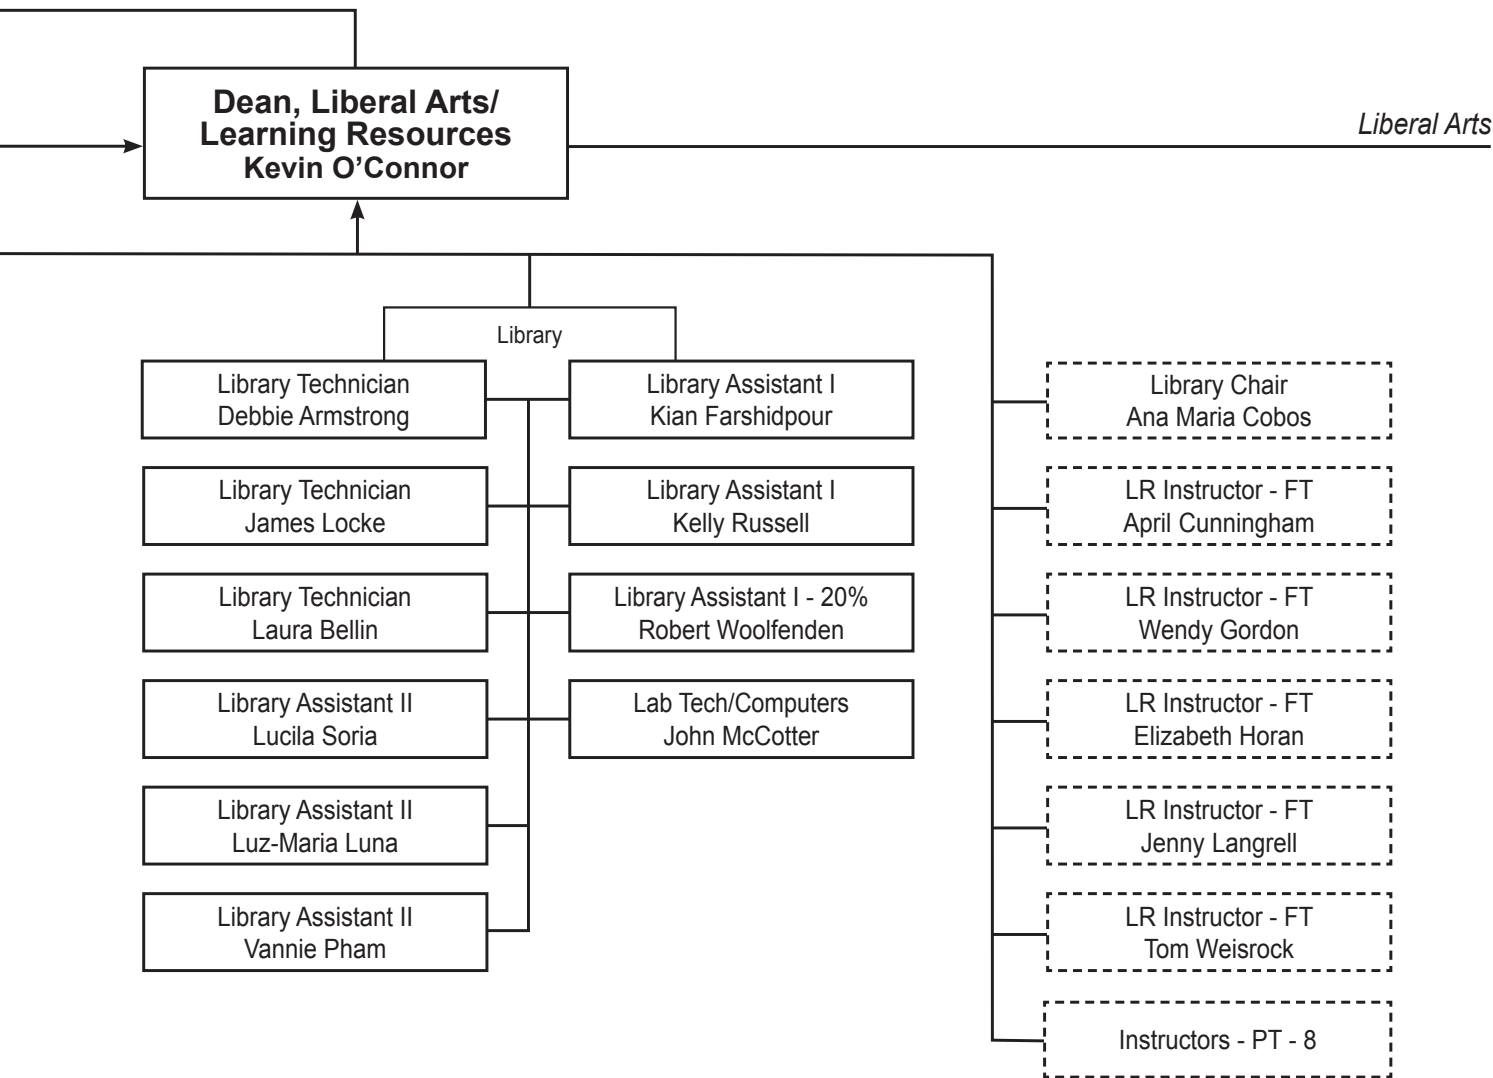 Dean, Liberal Arts/
Learning Resources
Kevin O’Connor
Liberal Arts
Library
Library Technician
Debbie Armstrong
Library Assistant I
Kian Farshidpour
Library Chair
Ana Maria Cobos
Library Technician
James Locke
Library Assistant I
Kelly Russell
LR Instructor - FT
April Cunningham
Library Technician
Laura Bellin
Library Assistant I - 20%
Robert Woolfenden
LR Instructor - FT
Wendy Gordon
Library Assistant II
Lucila Soria
Lab Tech/Computers
John McCotter
LR Instructor - FT
Elizabeth Horan
Library Assistant II
Luz-Maria Luna
LR Instructor - FT
Jenny Langrell
Library Assistant II
Vannie Pham
LR Instructor - FT
Tom Weisrock
Instructors - PT - 8